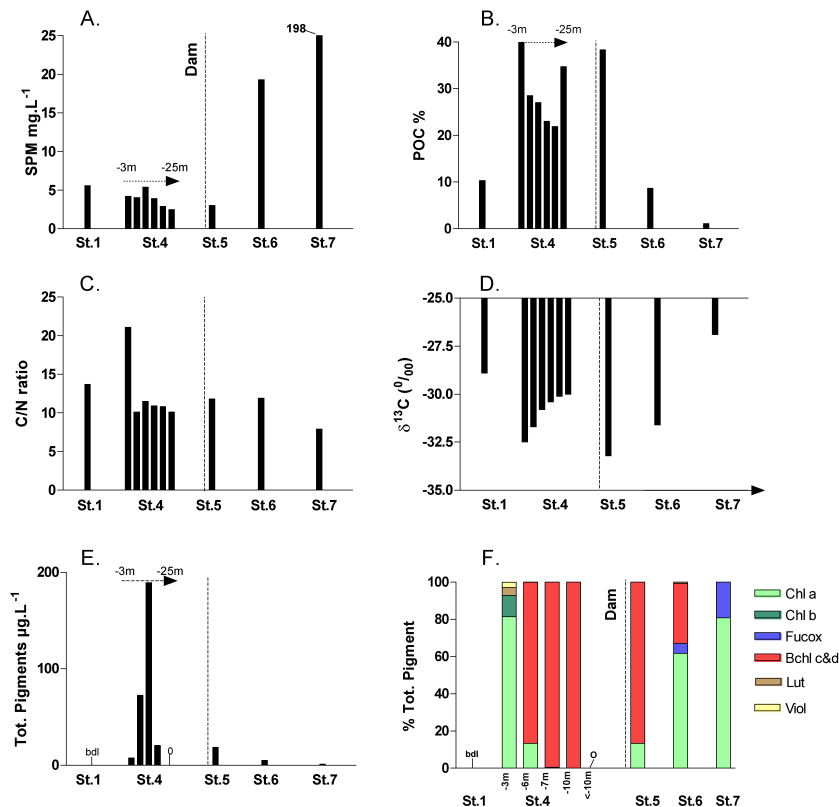 A.
25
20
15
10
5
0
SPM mg.L-1
198
Dam
-3m
-25m
St.1
St.4
St.5
St.6
St.7
B.
40
30
20
10
0
POC %
-3m
-25m
St.1
St.4
St.5
St.6
St.7
C.
25
20
15
10
5
0
C/N ratio
St.1
St.4
St.5
St.6
St.7
D.
-25.0
-27.5
-30.0
-32.5
-35.0
δ13C (0/00)
St.1
St.4
St.5
St.6
St.7
E.
200
100
0
Tot. Pigments µg.L-1
-3m
-25m
bdl
0
St.1
St.4
St.5
St.6
St.7
F.
100
80
60
40
20
0
% Tot. Pigment
Dam
bdl
O
-3m
-6m
-7m
-10m
<-10m
St.1
St.4
St.5
St.6
St.7
Chl a
Chl b
Fucox
Bchl c&d
Lut
Viol